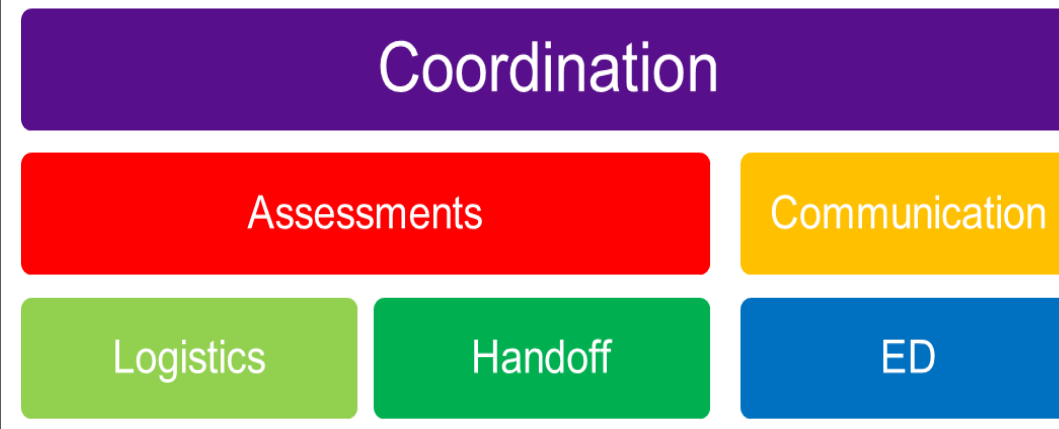 Coordination
Assessments
Communication
Logistics
Handoff
ED